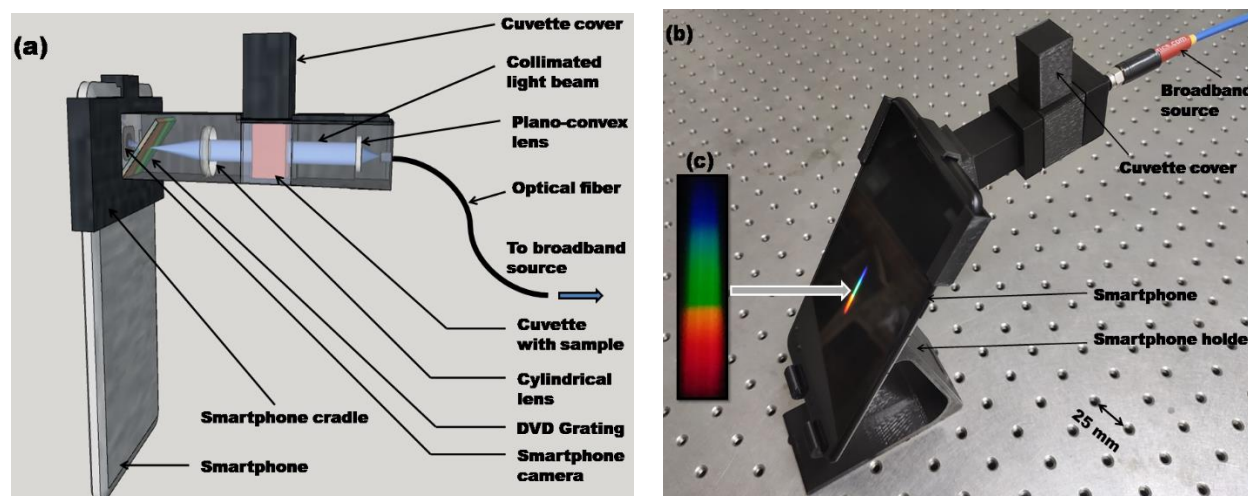 (a)
Cuvette cover
Collimated
light beam
Plano-convex
lens
Optical fiber
To broadband
source
Cuvette
with sample
Cylindrical
lens
DVD Grating
Smartphone
camera
Smartphone cradle
Smartphone
(b)
Broadband
source
Cuvette cover
(c)
Smartphone
Smartphone holde
25 mm